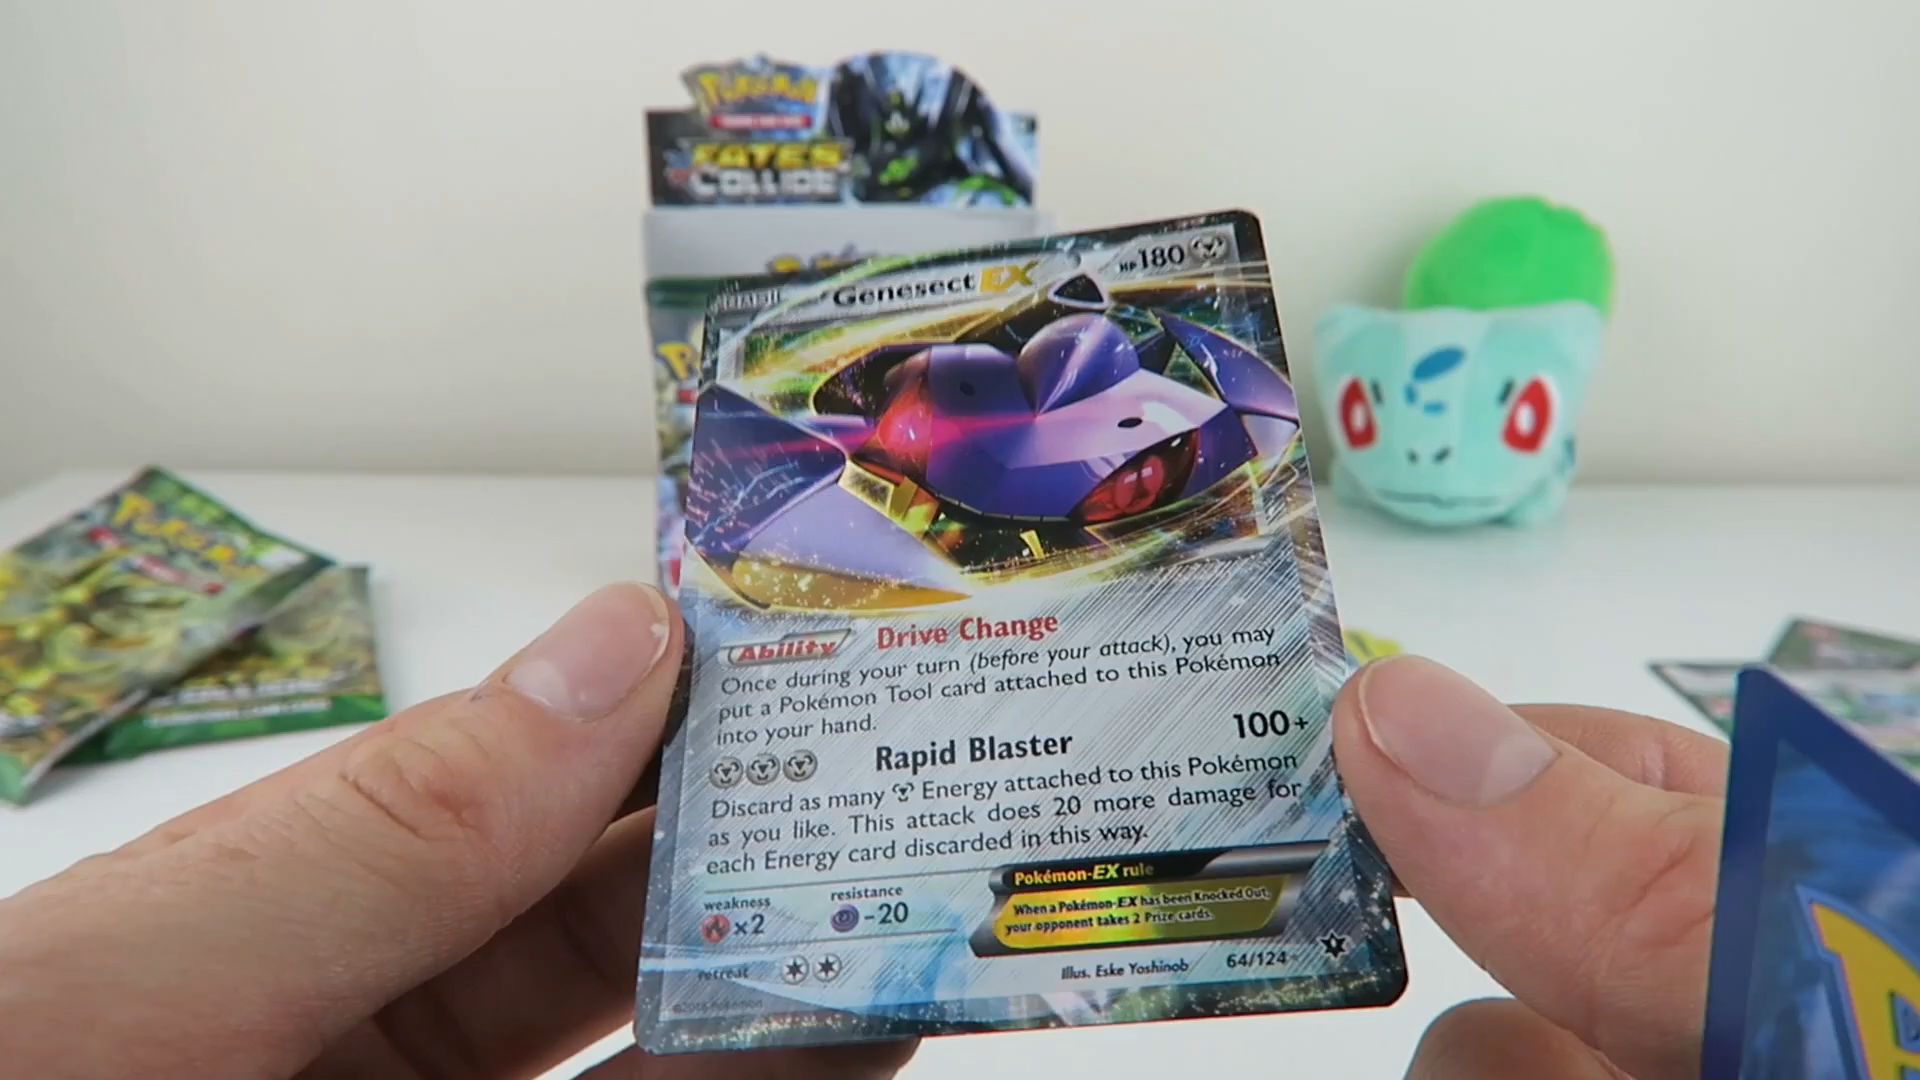 Pokémon
FATES
COLLIDE
BASIC
Genesect EX
HP180
Ability Drive Change
Once during your turn (before your attack), you may
put a Pokémon Tool card attached to this Pokémon
into your hand.
Rapid Blaster 100+
Discard as many Energy attached to this Pokémon
as you like. This attack does 20 more damage for
each Energy card discarded in this way.
weakness
×2
resistance
-20
retreat
Pokémon-EX rule
When a Pokémon-EX has been Knocked Out,
your opponent takes 2 Prize cards.
Illus. Eske Yoshinob
64/124
©2016 Pokémon
Pokémon